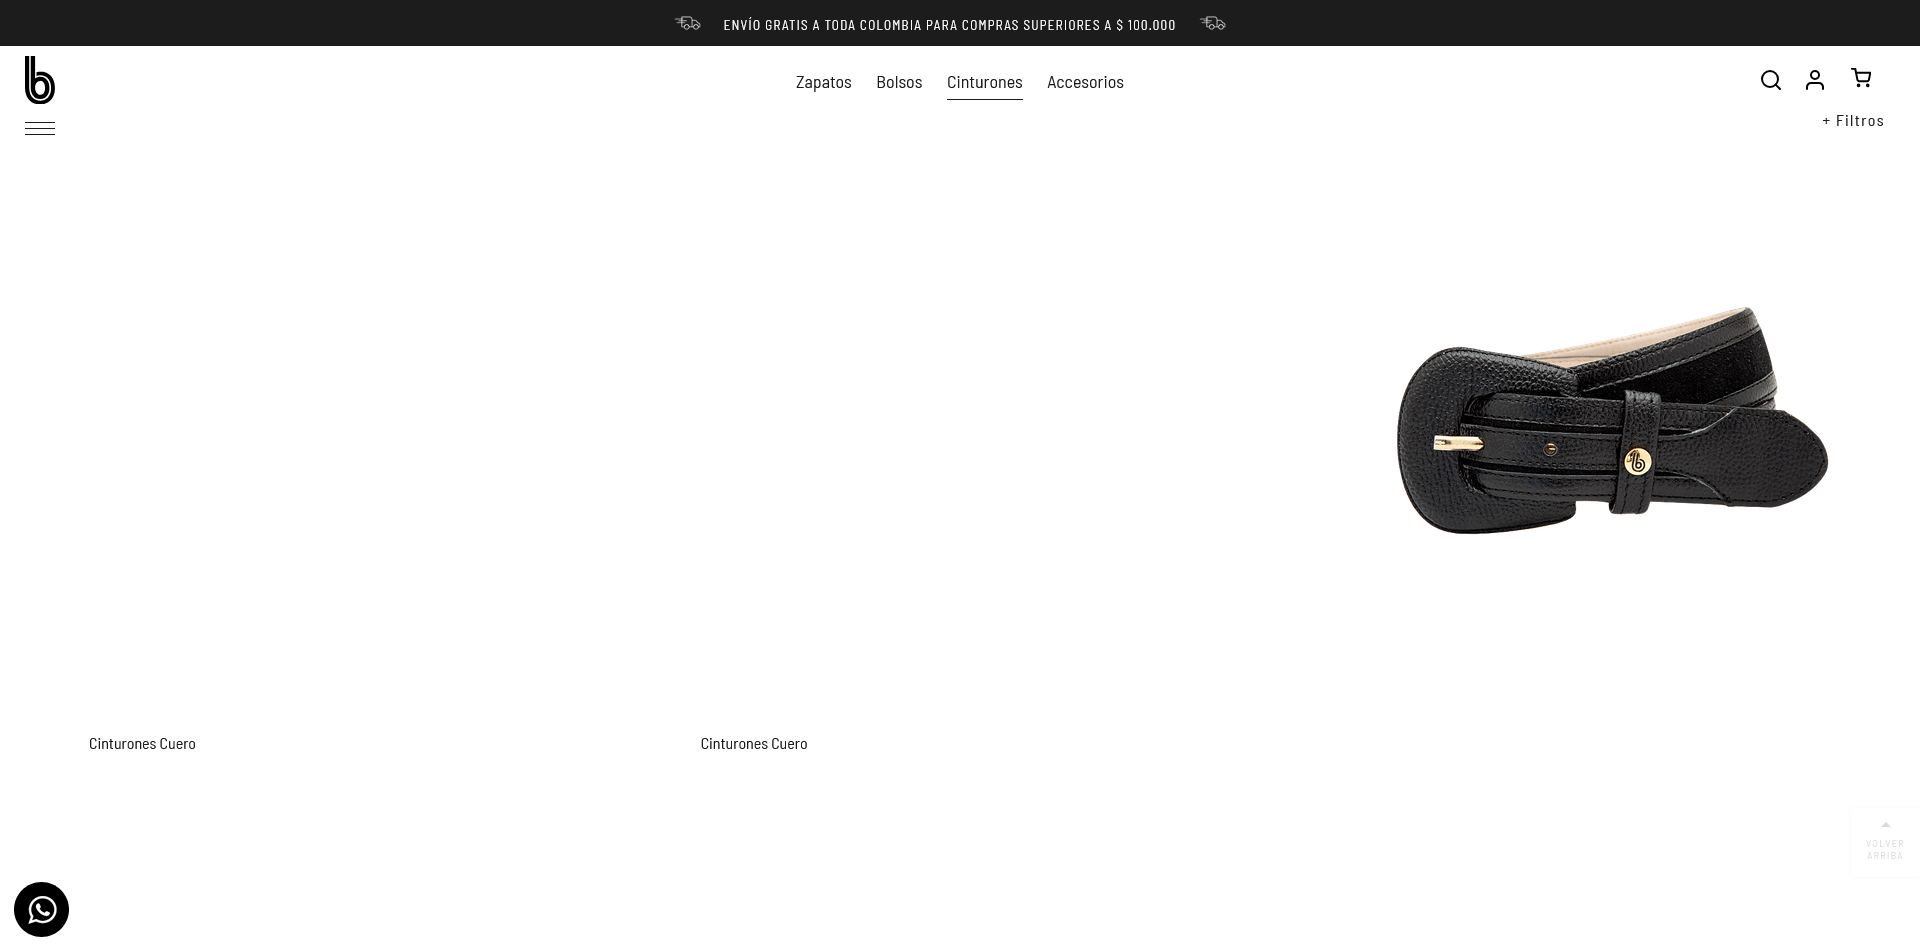 ENVÍO GRATIS A TODA COLOMBIA PARA COMPRAS SUPERIORES A $ 100.000
b
Zapatos Bolsos Cinturones Accesorios
+ Filtros
b
Cinturones Cuero Cinturones Cuero
VOLVER
ARRIBA